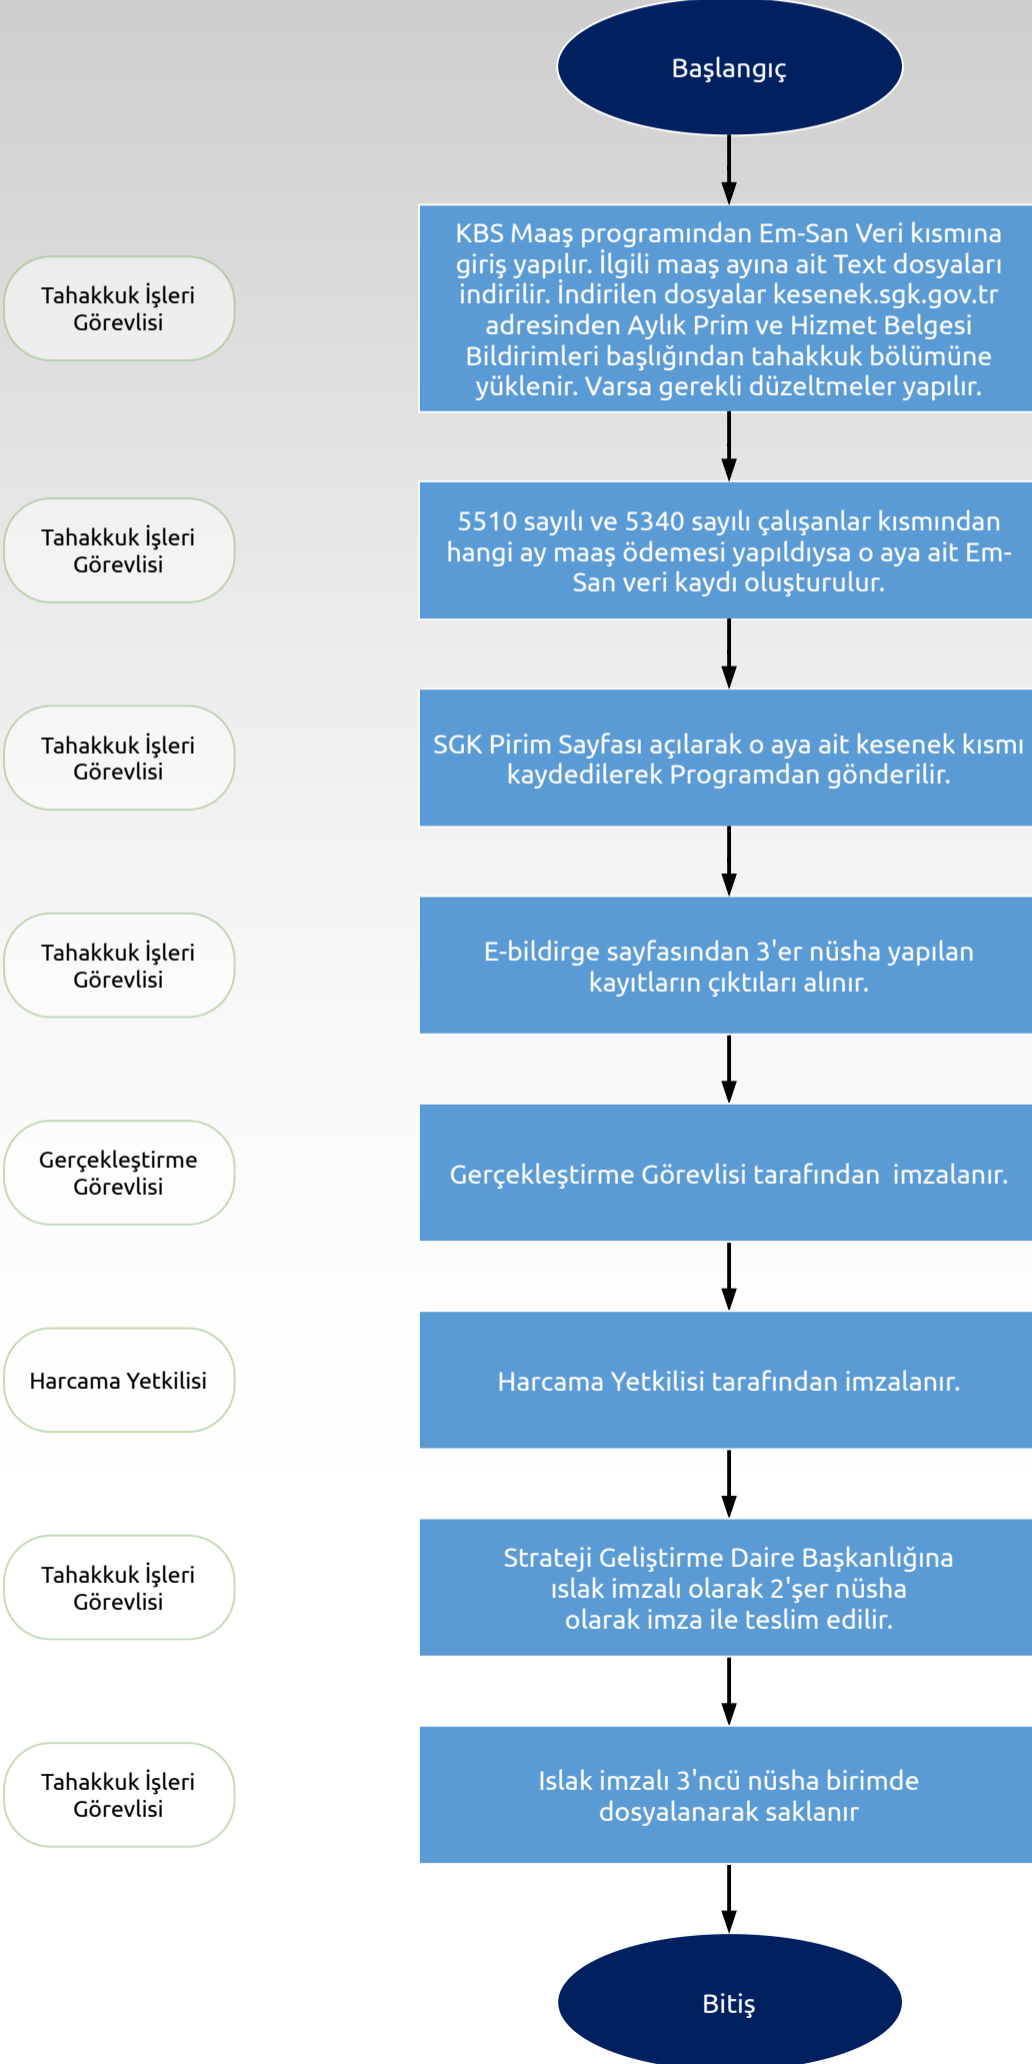 Başlangıç
Tahakkuk İşleri
Görevlisi
KBS Maaş programından Em-San Veri kısmına
giriş yapılır. İlgili maaş ayına ait Text dosyaları
indirilir. İndirilen dosyalar kesenek.sgk.gov.tr
adresinden Aylık Prim ve Hizmet Belgesi
Bildirimleri başlığından tahakkuk bölümüne
yüklenir. Varsa gerekli düzeltmeler yapılır.
Tahakkuk İşleri
Görevlisi
5510 sayılı ve 5340 sayılı çalışanlar kısmından
hangi ay maaş ödemesi yapıldıysa o aya ait Em-
San veri kaydı oluşturulur.
Tahakkuk İşleri
Görevlisi
SGK Pirim Sayfası açılarak o aya ait kesenek kısmı
kaydedilerek Programdan gönderilir.
Tahakkuk İşleri
Görevlisi
E-bildirge sayfasından 3'er nüsha yapılan
kayıtların çıktıları alınır.
Gerçekleştirme
Görevlisi
Gerçekleştirme Görevlisi tarafından  imzalanır.
Harcama Yetkilisi
Harcama Yetkilisi tarafından imzalanır.
Tahakkuk İşleri
Görevlisi
Strateji Geliştirme Daire Başkanlığına
ıslak imzalı olarak 2'şer nüsha
olarak imza ile teslim edilir.
Tahakkuk İşleri
Görevlisi
Islak imzalı 3'ncü nüsha birimde
dosyalanarak saklanır
Bitiş